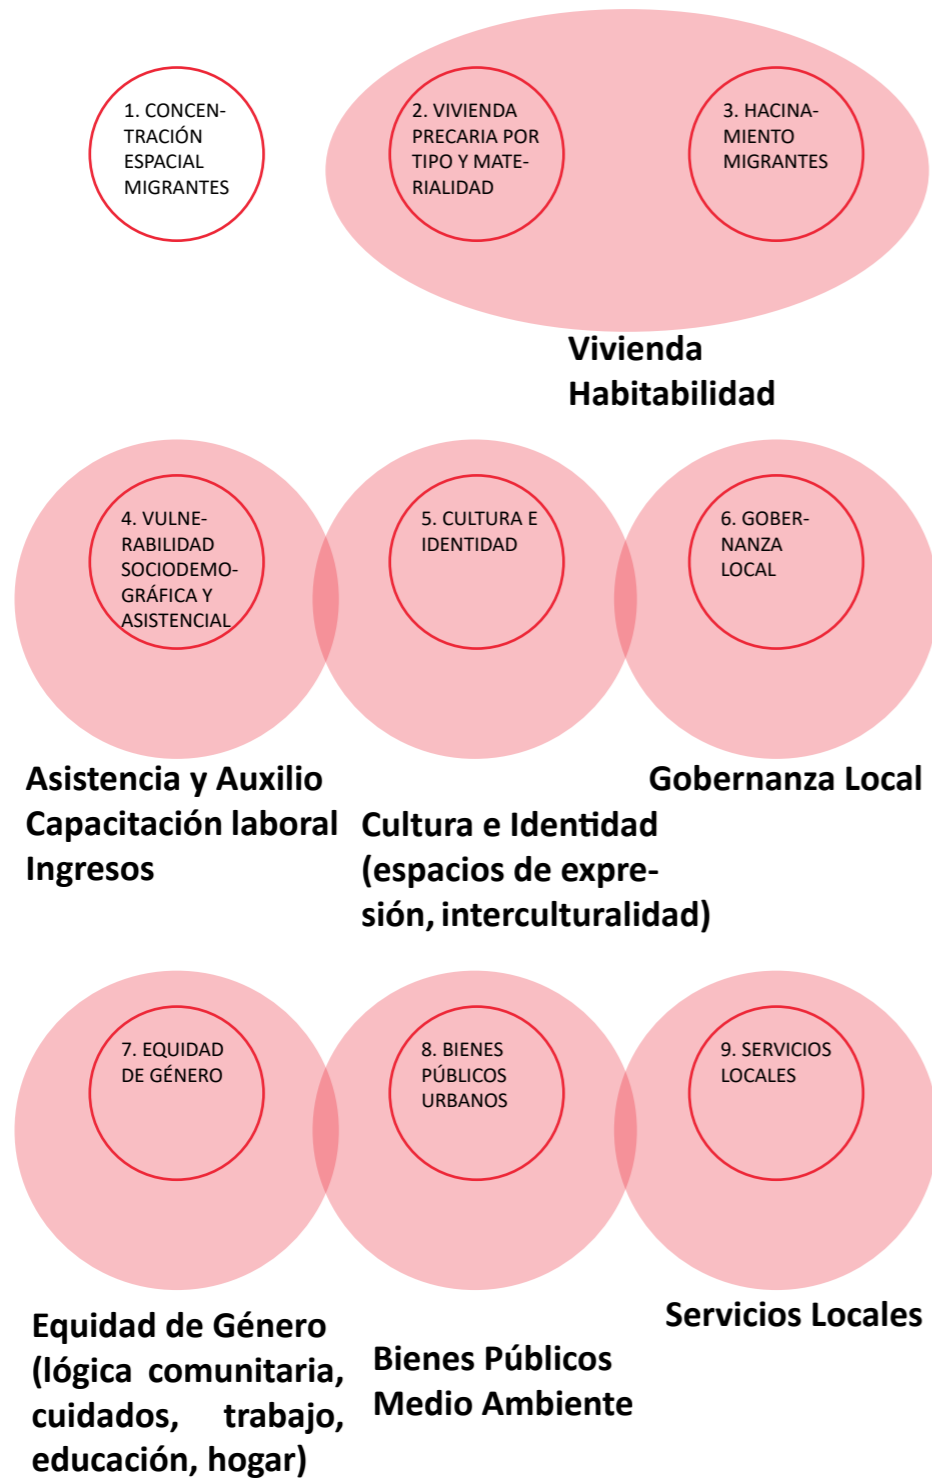 1. CONCEN-
TRACIÓN
ESPACIAL
MIGRANTES
2. VIVIENDA
PRECARIA POR
TIPO Y MATE-
RIALIDAD
3. HACINA-
MIENTO
MIGRANTES
Vivienda
Habitabilidad
4. VULNE-
RABILIDAD
SOCIODEMO-
GRÁFICA Y
ASISTENCIAL
5. CULTURA E
IDENTIDAD
6. GOBER-
NANZA
LOCAL
Asistencia y Auxilio
Capacitación laboral
Ingresos
Cultura e Identidad
(espacios de expre-
sión, interculturalidad)
Gobernanza Local
7. EQUIDAD
DE GÉNERO
8. BIENES
PÚBLICOS
URBANOS
9. SERVICIOS
LOCALES
Equidad de Género
(lógica comunitaria,
cuidados, trabajo,
educación, hogar)
Bienes Públicos
Medio Ambiente
Servicios Locales